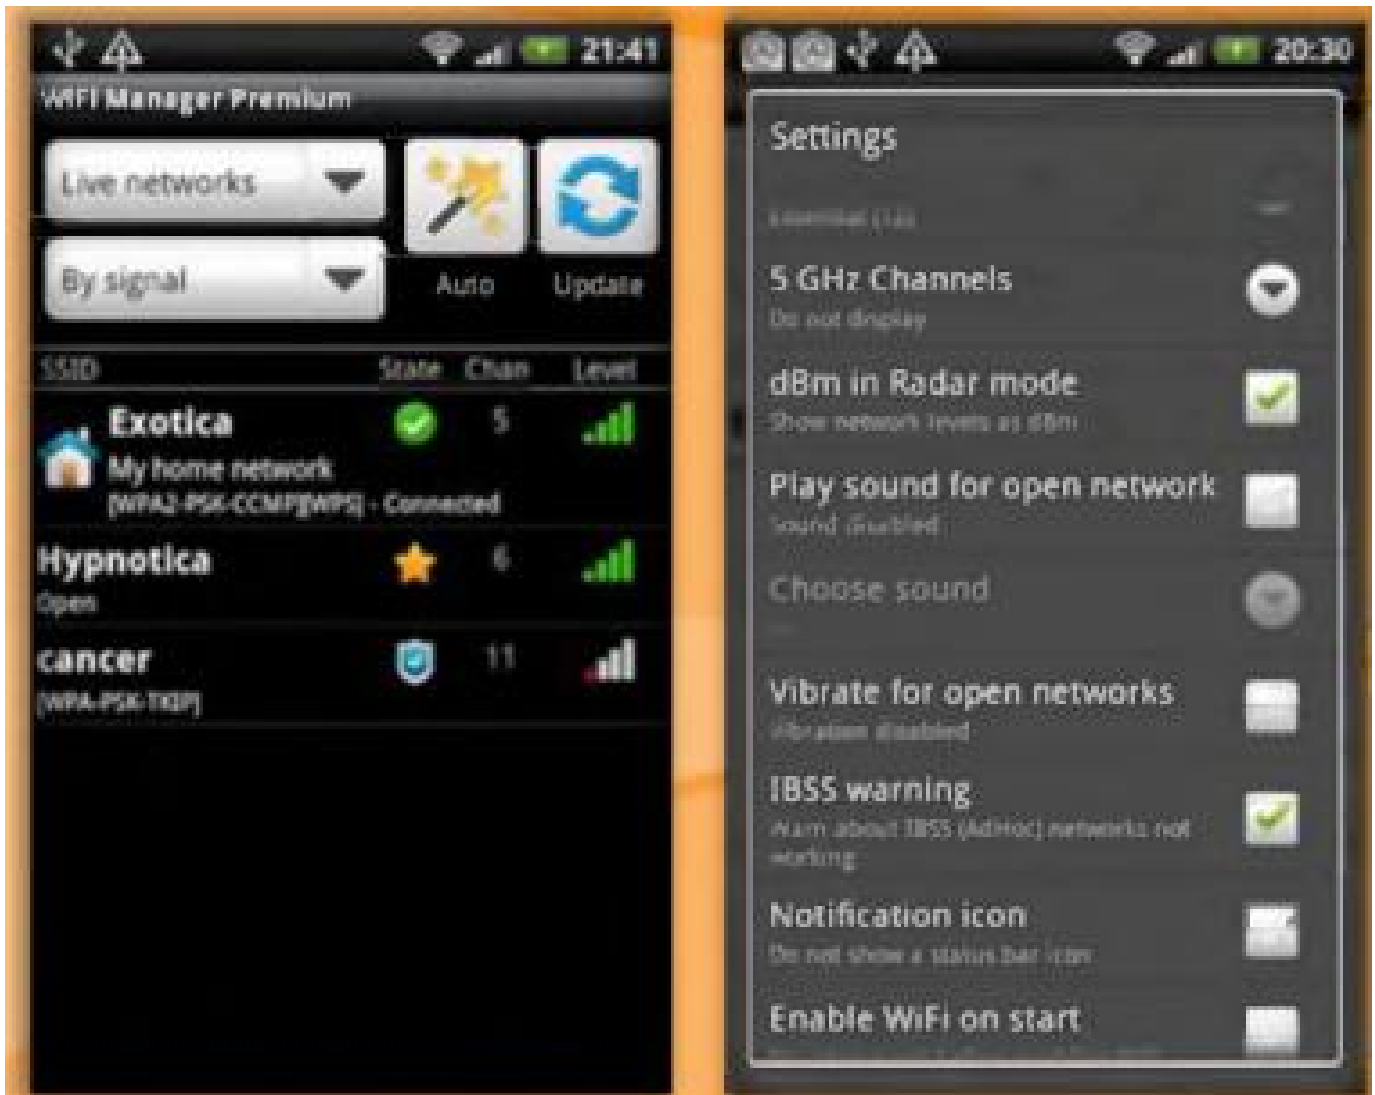 21:41
WIFI Manager Premium
Live networks
By signal
Auto
Update
SSID State Chan Level
Exotica 5
My home network
[WPA2-PSK-CCMP][WPS] - Connected
Hypnotica 6
Open
cancer 11
[WPA-PSK-TKIP]
20:30
Settings
5 GHz Channels
Do not display
dBm in Radar mode
Show network levels as dBm
Play sound for open network
Sound disabled
Choose sound
...
Vibrate for open networks
Vibration disabled
IBSS warning
Warn about IBSS (AdHoc) networks not
working
Notification icon
Do not show a status bar icon
Enable WiFi on start